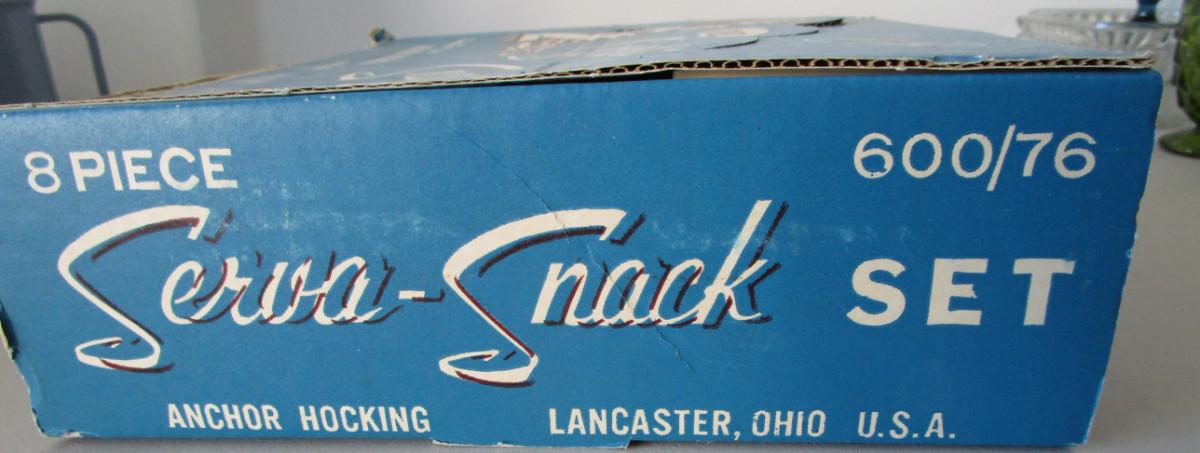 8 PIECE 600/76
Serva-Snack SET
ANCHOR HOCKING LANCASTER, OHIO U.S.A.